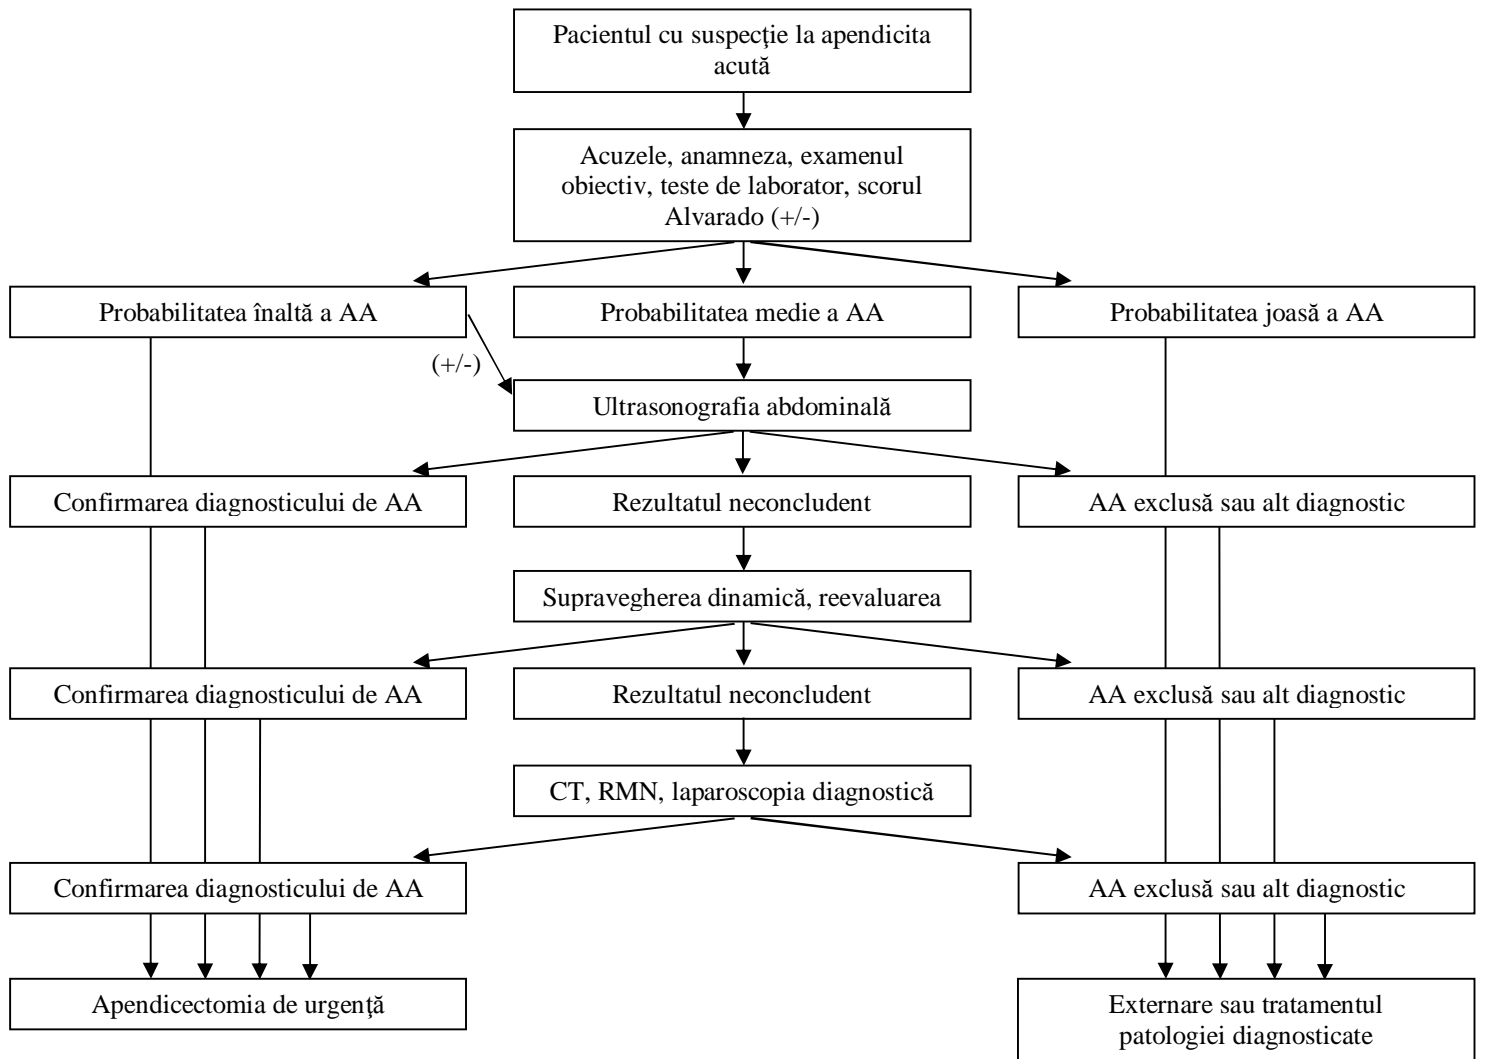 Pacientul cu suspecţie la apendicita
acută
Acuzele, anamneza, examenul
obiectiv, teste de laborator, scorul
Alvarado (+/-)
Probabilitatea înaltă a AA
Probabilitatea medie a AA
Probabilitatea joasă a AA
(+/-)
Ultrasonografia abdominală
Confirmarea diagnosticului de AA
Rezultatul neconcludent
AA exclusă sau alt diagnostic
Supravegherea dinamică, reevaluarea
Confirmarea diagnosticului de AA
Rezultatul neconcludent
AA exclusă sau alt diagnostic
CT, RMN, laparoscopia diagnostică
Confirmarea diagnosticului de AA
AA exclusă sau alt diagnostic
Apendicectomia de urgenţă
Externare sau tratamentul
patologiei diagnosticate